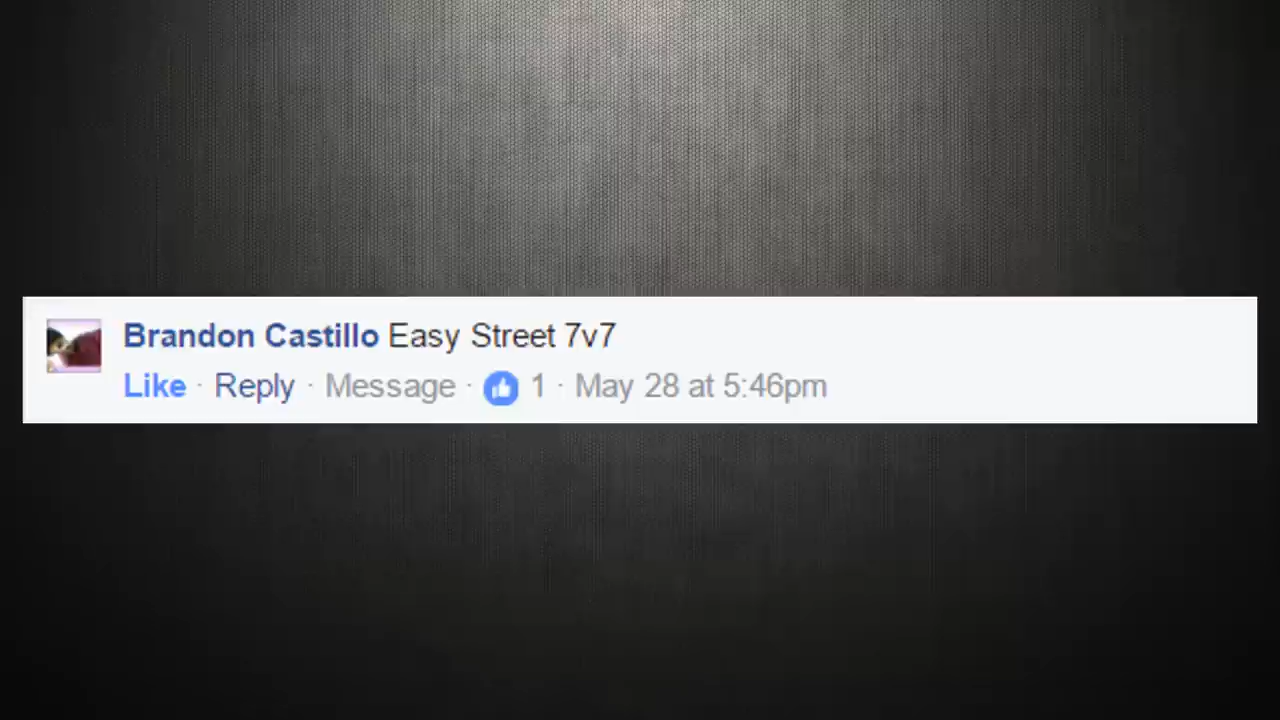 Brandon Castillo Easy Street 7v7
Like · Reply · Message · 1 · May 28 at 5:46pm